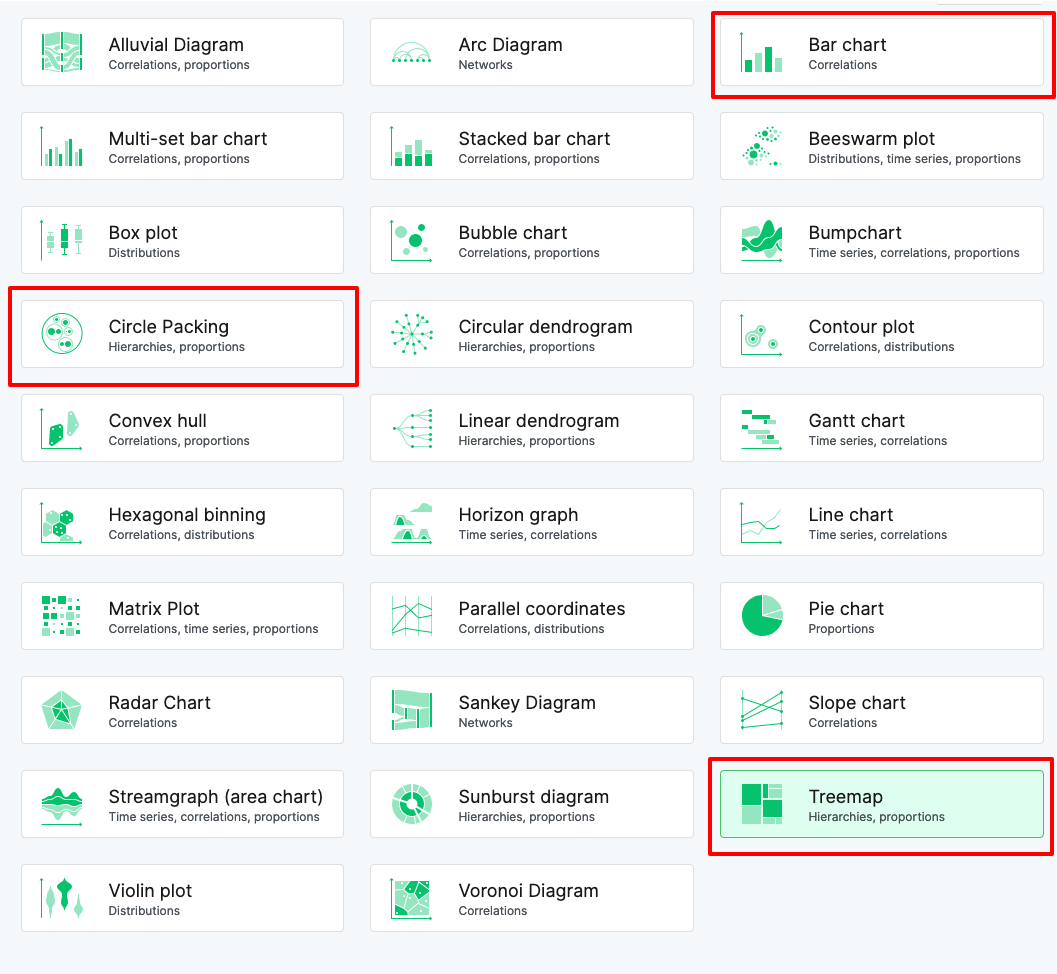 Alluvial Diagram
Correlations, proportions
Arc Diagram
Networks
Bar chart
Correlations
Multi-set bar chart
Correlations, proportions
Stacked bar chart
Correlations, proportions
Beeswarm plot
Distributions, time series, proportions
Box plot
Distributions
Bubble chart
Correlations, proportions
Bumpchart
Time series, correlations, proportions
Circle Packing
Hierarchies, proportions
Circular dendrogram
Hierarchies, proportions
Contour plot
Correlations, distributions
Convex hull
Correlations, proportions
Linear dendrogram
Hierarchies, proportions
Gantt chart
Time series, correlations
Hexagonal binning
Correlations, distributions
Horizon graph
Time series, correlations
Line chart
Time series, correlations
Matrix Plot
Correlations, time series, proportions
Parallel coordinates
Correlations, distributions
Pie chart
Proportions
Radar Chart
Correlations
Sankey Diagram
Networks
Slope chart
Correlations
Streamgraph (area chart)
Time series, correlations, proportions
Sunburst diagram
Hierarchies, proportions
Treemap
Hierarchies, proportions
Violin plot
Distributions
Voronoi Diagram
Correlations